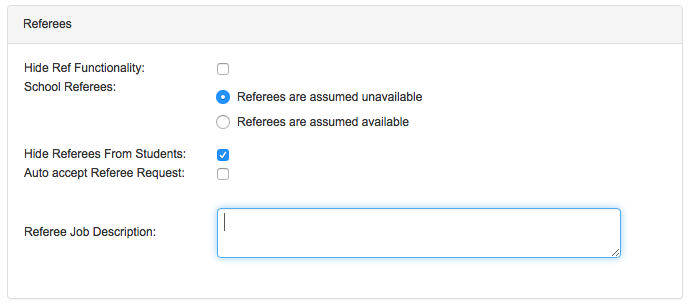 Referees
Hide Ref Functionality:
School Referees:
Referees are assumed unavailable
Referees are assumed available
Hide Referees From Students:
Auto accept Referee Request:
Referee Job Description: